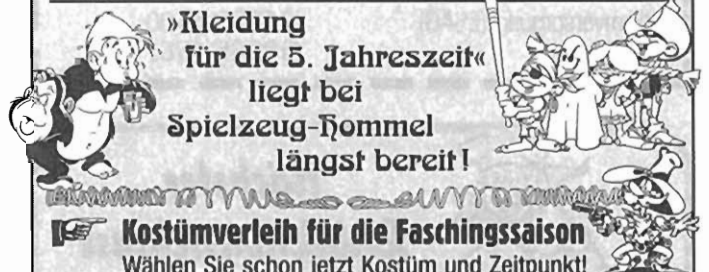 »Kleidung
für die 5. Jahreszeit«
liegt bei
Spielzeug-Hommel
längst bereit!
Kostümverleih für die Faschingssaison
Wählen Sie schon jetzt Kostüm und Zeitpunkt!